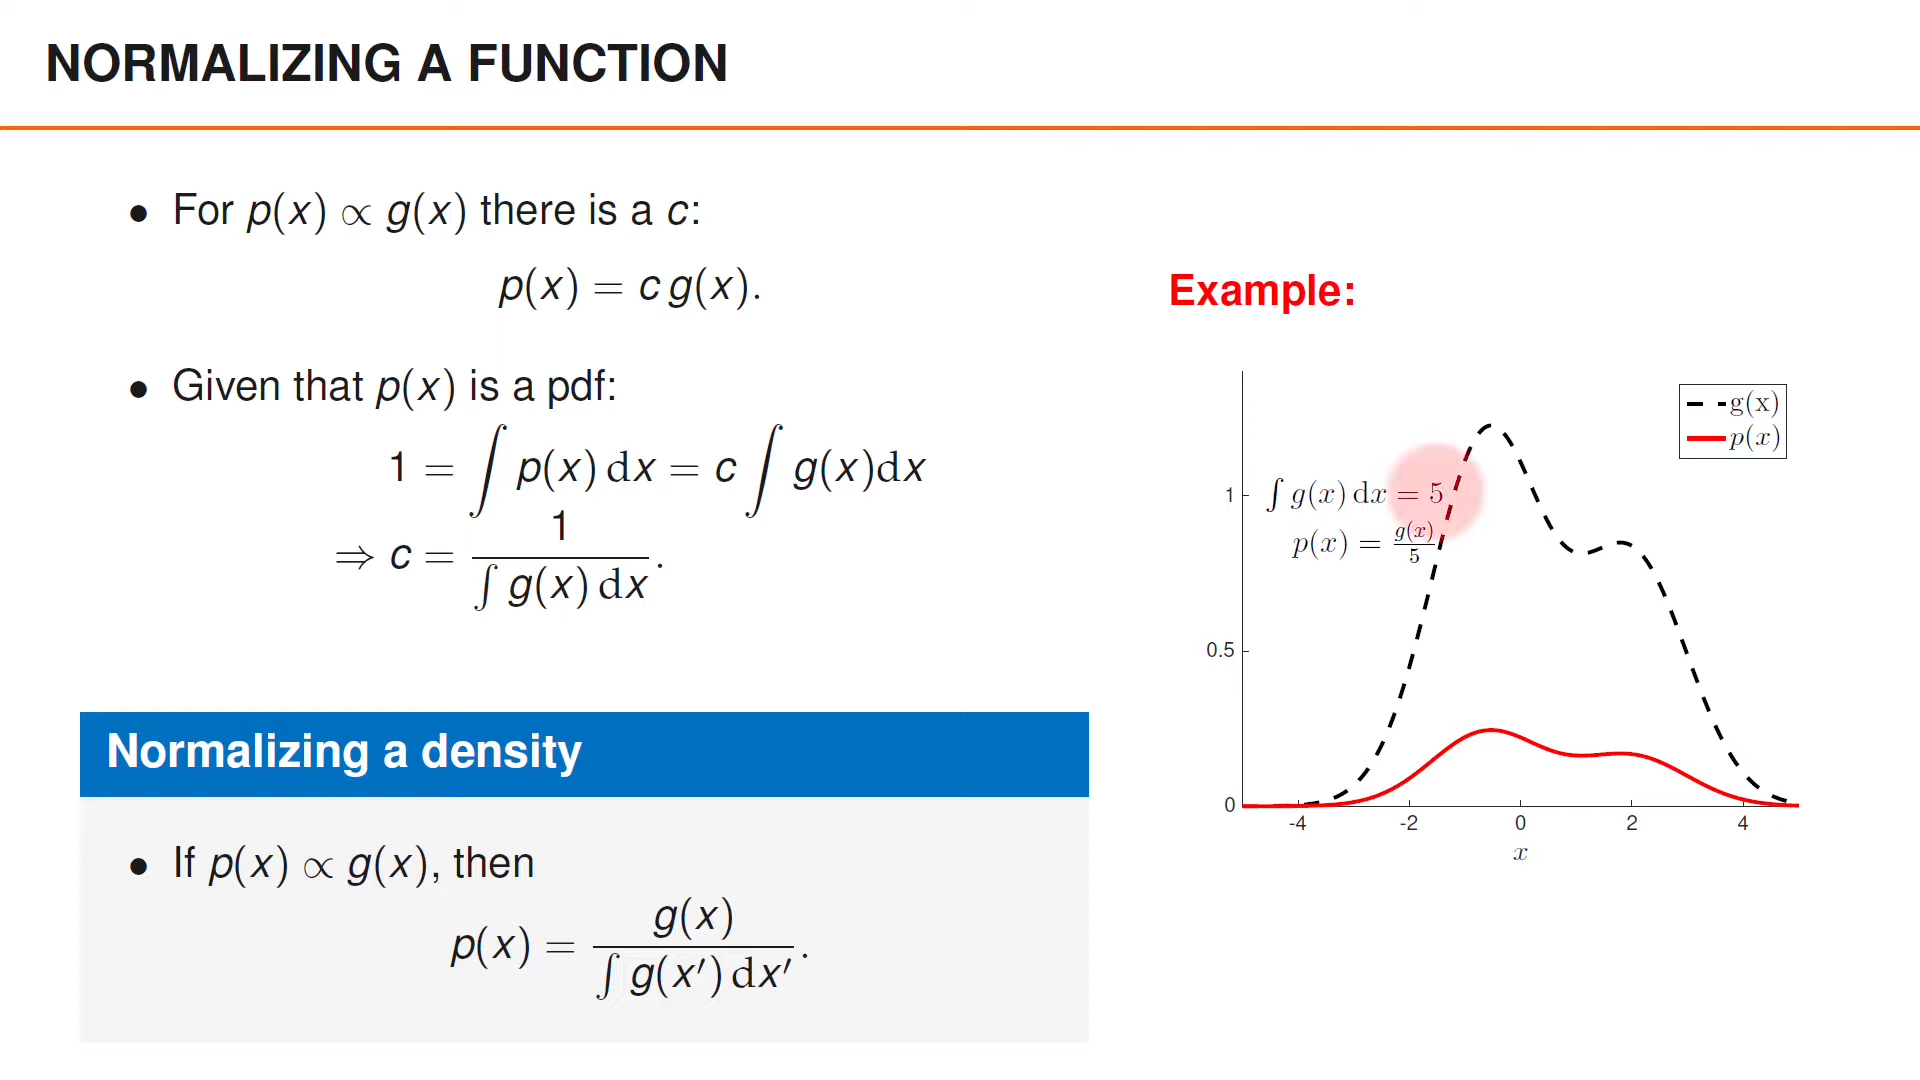 NORMALIZING A FUNCTION
• For p(x) ∝ g(x) there is a c:
p(x) = c g(x).
• Given that p(x) is a pdf:
1 = ∫ p(x) dx = c ∫ g(x)dx
⇒ c = 1 / ∫ g(x) dx.
Normalizing a density
• If p(x) ∝ g(x), then
p(x) = g(x) / ∫ g(x′) dx′.
Example:
g(x)
p(x)
∫ g(x) dx = 5
p(x) = g(x)/5
1
0.5
0
-4 -2 0 2 4
x